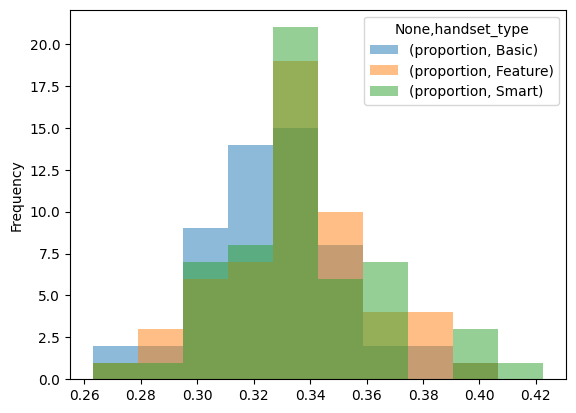 None,handset_type
(proportion, Basic)
(proportion, Feature)
(proportion, Smart)
Frequency
20.0
17.5
15.0
12.5
10.0
7.5
5.0
2.5
0.0
0.26 0.28 0.30 0.32 0.34 0.36 0.38 0.40 0.42